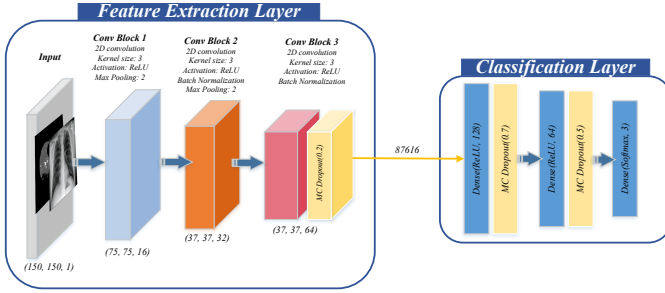 Feature Extraction Layer
Input
Conv Block 1
2D convolution
Kernel size: 3
Activation: ReLU
Max Pooling: 2
Conv Block 2
2D convolution
Kernel size: 3
Activation: ReLU
Batch Normalization
Max Pooling: 2
Conv Block 3
2D convolution
Kernel size: 3
Activation: ReLU
Batch Normalization
MC Dropout(0.2)
(150, 150, 1)
(75, 75, 16)
(37, 37, 32)
(37, 37, 64)
87616
Classification Layer
Dense(ReLU, 128)
MC Dropout(0.7)
Dense(ReLU, 64)
MC Dropout(0.5)
Dense(Softmax, 3)